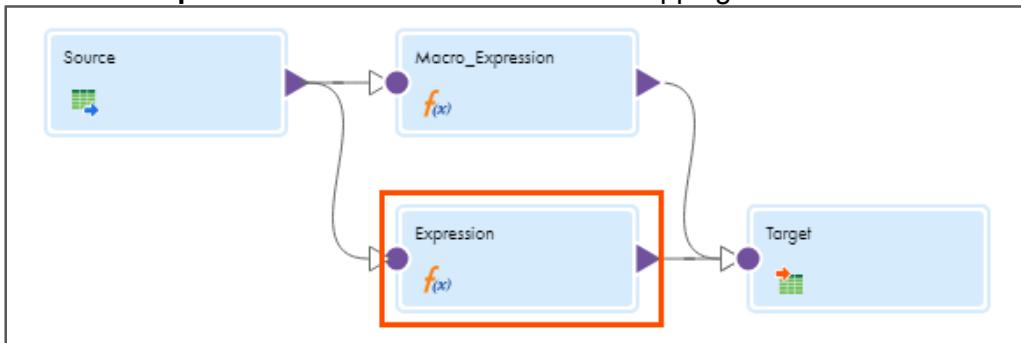 Source
Macro_Expression
f(x)
Expression
f(x)
Target